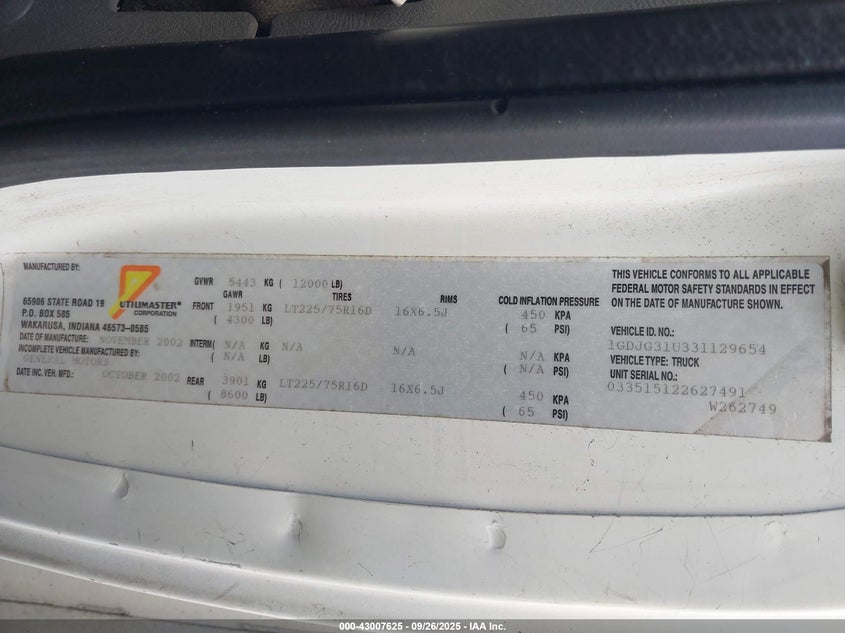 MANUFACTURED BY:
65906 STATE ROAD 19
P.O. BOX 585
WAKARUSA, INDIANA 46573-0585
UTILIMASTER®
CORPORATION
DATE OF MANUFACTURE: NOVEMBER 2002
INCOMPLETE VEHICLE MANUFACTURED BY:
GENERAL MOTORS
DATE INC. VEH. MFD.: OCTOBER 2002
GVWR 5443 KG ( 12000 LB)
GAWR TIRES RIMS COLD INFLATION PRESSURE
FRONT 1951 KG LT225/75R16D 16X6.5J 450 KPA
( 4300 LB) ( 65 PSI)
INTERM N/A KG N/A N/A N/A KPA
( N/A LB) ( N/A PSI)
REAR 3901 KG LT225/75R16D 16X6.5J 450 KPA
( 8600 LB) ( 65 PSI)
THIS VEHICLE CONFORMS TO ALL APPLICABLE
FEDERAL MOTOR SAFETY STANDARDS IN EFFECT
ON THE DATE OF MANUFACTURE SHOWN.
VEHICLE ID. NO.:
1GDJG31U331129654
VEHICLE TYPE: TRUCK
UNIT SERIAL NO.:
033515122627491
W262749
000-43007625 - 09/26/2025 - IAA Inc.